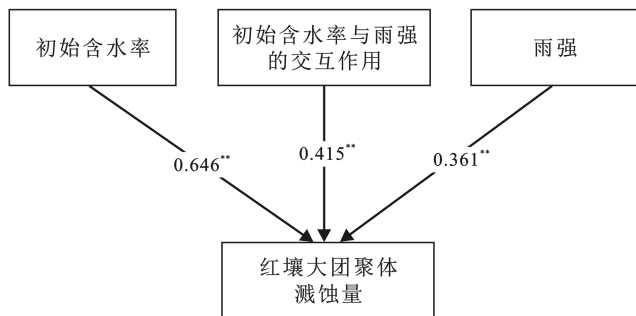 初始含水率
初始含水率与雨强
的交互作用
雨强
0.646**
0.415**
0.361**
红壤大团聚体
溅蚀量